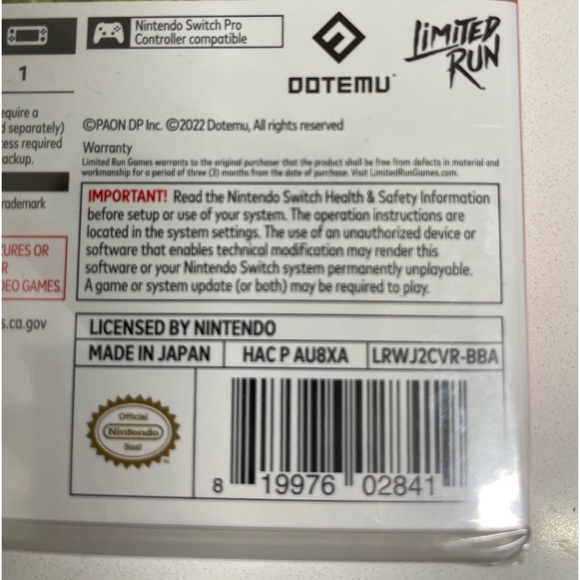 Nintendo Switch Pro
Controller compatible
LIMITED
RUN
1
DOTEMU
equire a
d separately)
cess required
ackup.
©PAON DP Inc. ©2022 Dotemu, All rights reserved
Warranty
Limited Run Games warrants to the original purchaser that the product shall be free from defects in material and
workmanship for a period of three (3) months from the date of purchase. Visit LimitedRunGames.com.
rademark
IMPORTANT! Read the Nintendo Switch Health & Safety Information
before setup or use of your system. The operation instructions are
located in the system settings. The use of an unauthorized device or
software that enables technical modification may render this
software or your Nintendo Switch system permanently unplayable.
A game or system update (or both) may be required to play.
URES OR
R
DEO GAMES.
s.ca.gov
LICENSED BY NINTENDO
MADE IN JAPAN HAC P AU8XA LRWJ2CVR-BBA
Official
Nintendo
Seal
8 19976 02841